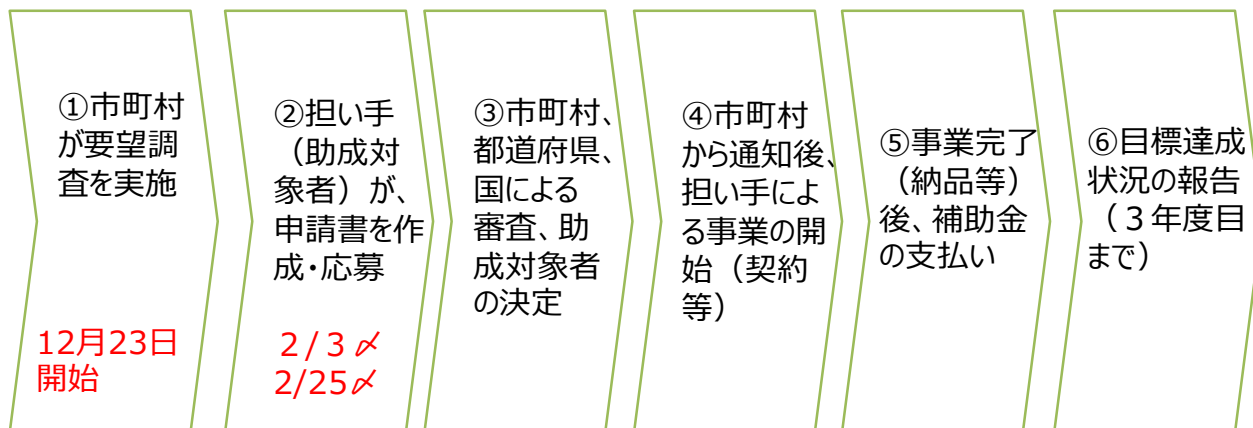 ①市町村
が要望調
査を実施
12月23日
開始
②担い手
（助成対
象者）が、
申請書を作
成・応募
2/3〆
2/25〆
③市町村、
都道府県、
国による
審査、助
成対象者
の決定
④市町村
から通知後、
担い手によ
る事業の開
始（契約
等）
⑤事業完了
（納品等）
後、補助金
の支払い
⑥目標達成
状況の報告
（３年度目
まで）